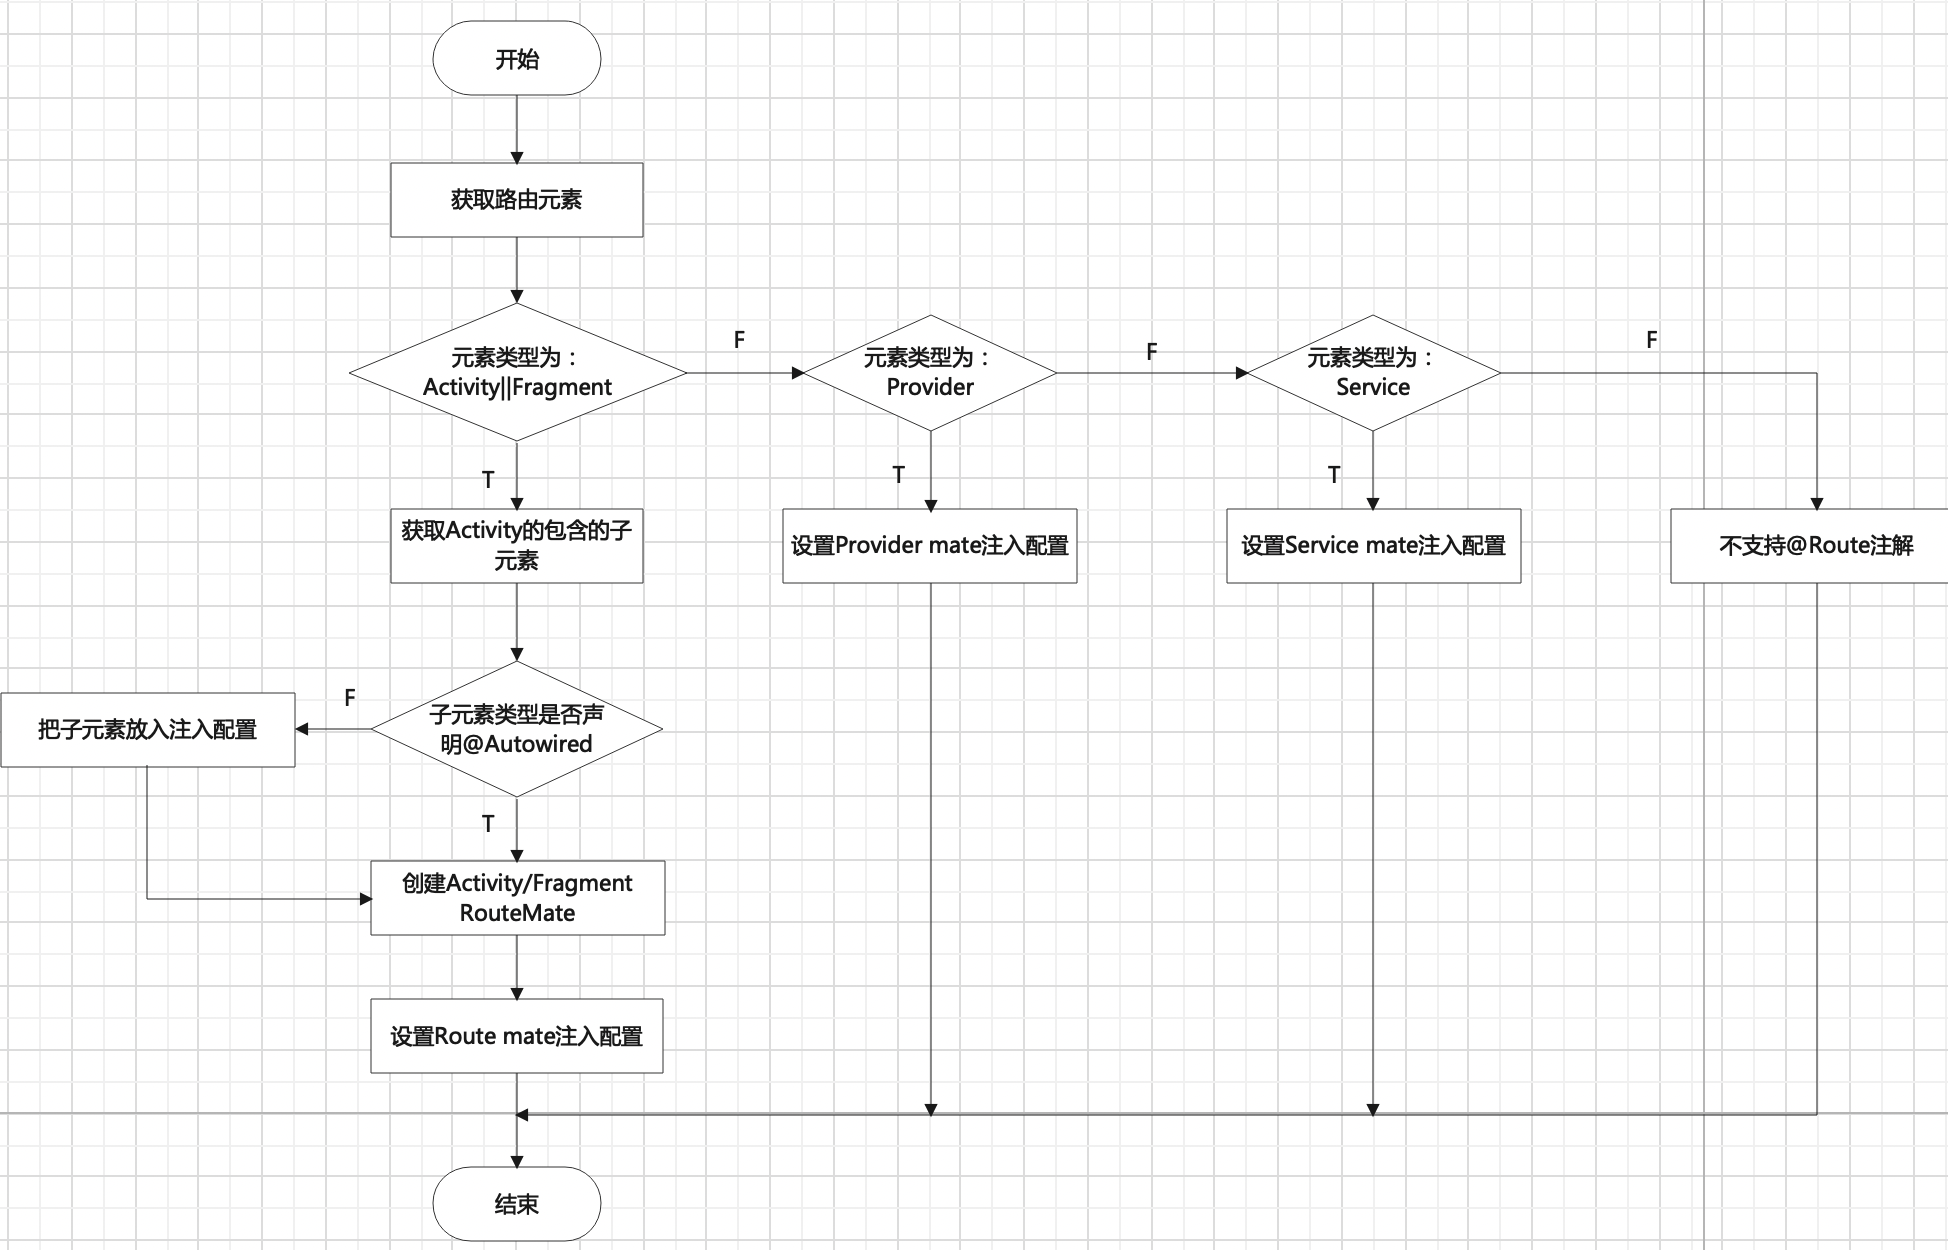 开始
获取路由元素
元素类型为：
Activity||Fragment
F
元素类型为：
Provider
F
元素类型为：
Service
F
T
T
T
获取Activity的包含的子
元素
设置Provider mate注入配置
设置Service mate注入配置
不支持@Route注解
把子元素放入注入配置
F
子元素类型是否声
明@Autowired
T
创建Activity/Fragment
RouteMate
设置Route mate注入配置
结束